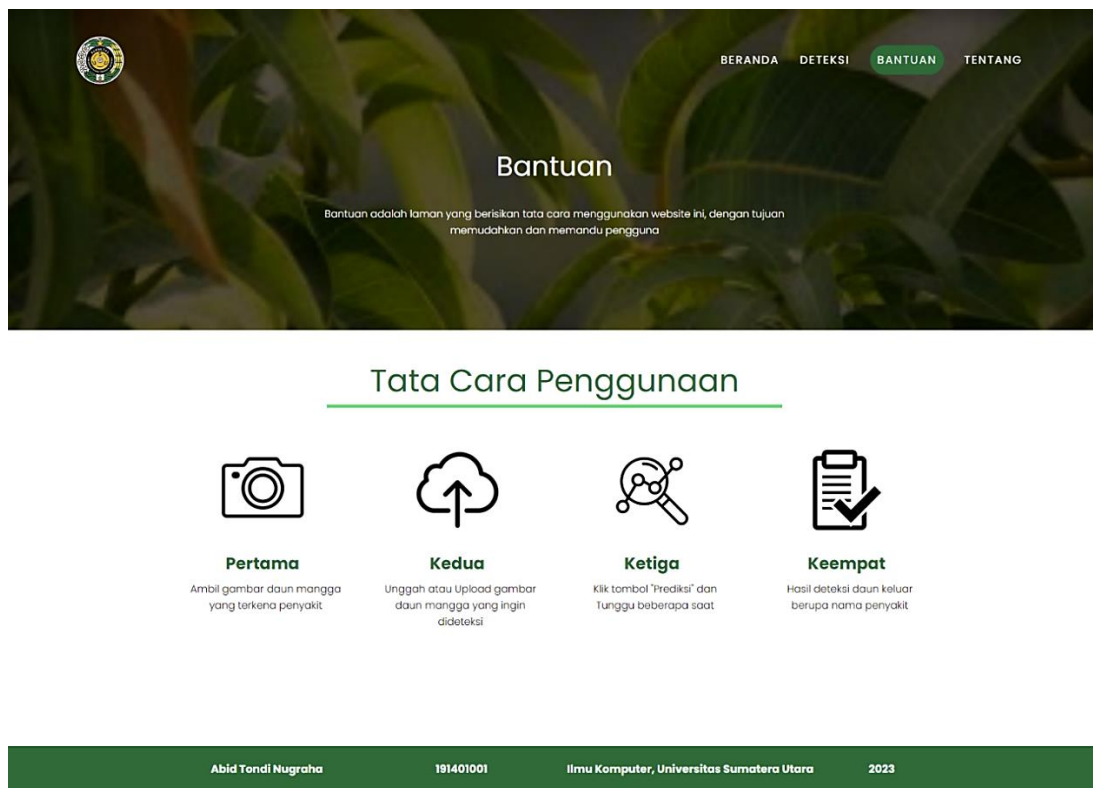 BERANDA DETEKSI BANTUAN TENTANG
Bantuan
Bantuan adalah laman yang berisikan tata cara menggunakan website ini, dengan tujuan
memudahkan dan memandu pengguna
Tata Cara Penggunaan
Pertama
Ambil gambar daun mangga
yang terkena penyakit
Kedua
Unggah atau Upload gambar
daun mangga yang ingin
dideteksi
Ketiga
Klik tombol "Prediksi" dan
Tunggu beberapa saat
Keempat
Hasil deteksi daun keluar
berupa nama penyakit
Abid Tondi Nugraha 191401001 Ilmu Komputer, Universitas Sumatera Utara 2023